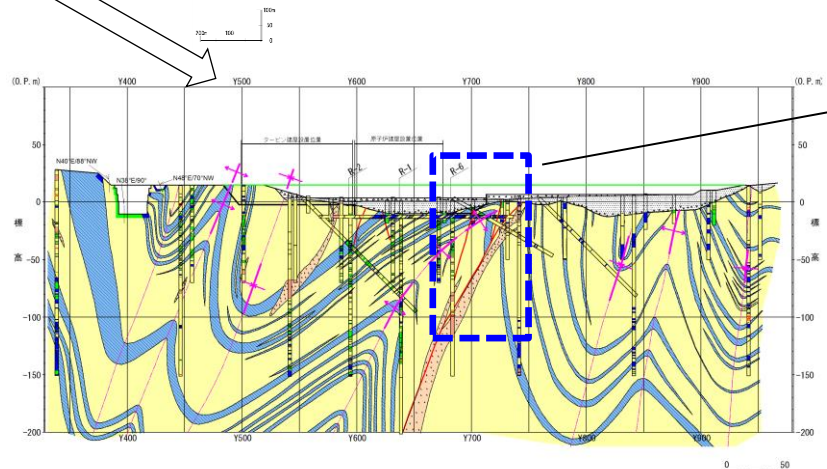 100m
50
200m 100 0
(O.P.m) Y400 Y500 Y600 Y700 Y800 Y900 (O.P.m)
50 50
タービン建屋設置位置 原子炉建屋設置位置
N40°E/88°NW
N38°E/90°
N48°E/70°NW
R-2 R-1 R-6
0 0
標 標
高 高
-50 -50
-100 -100
-150 -150
-200 -200
Y400 Y500 Y600 Y700 Y800 Y900
0 50